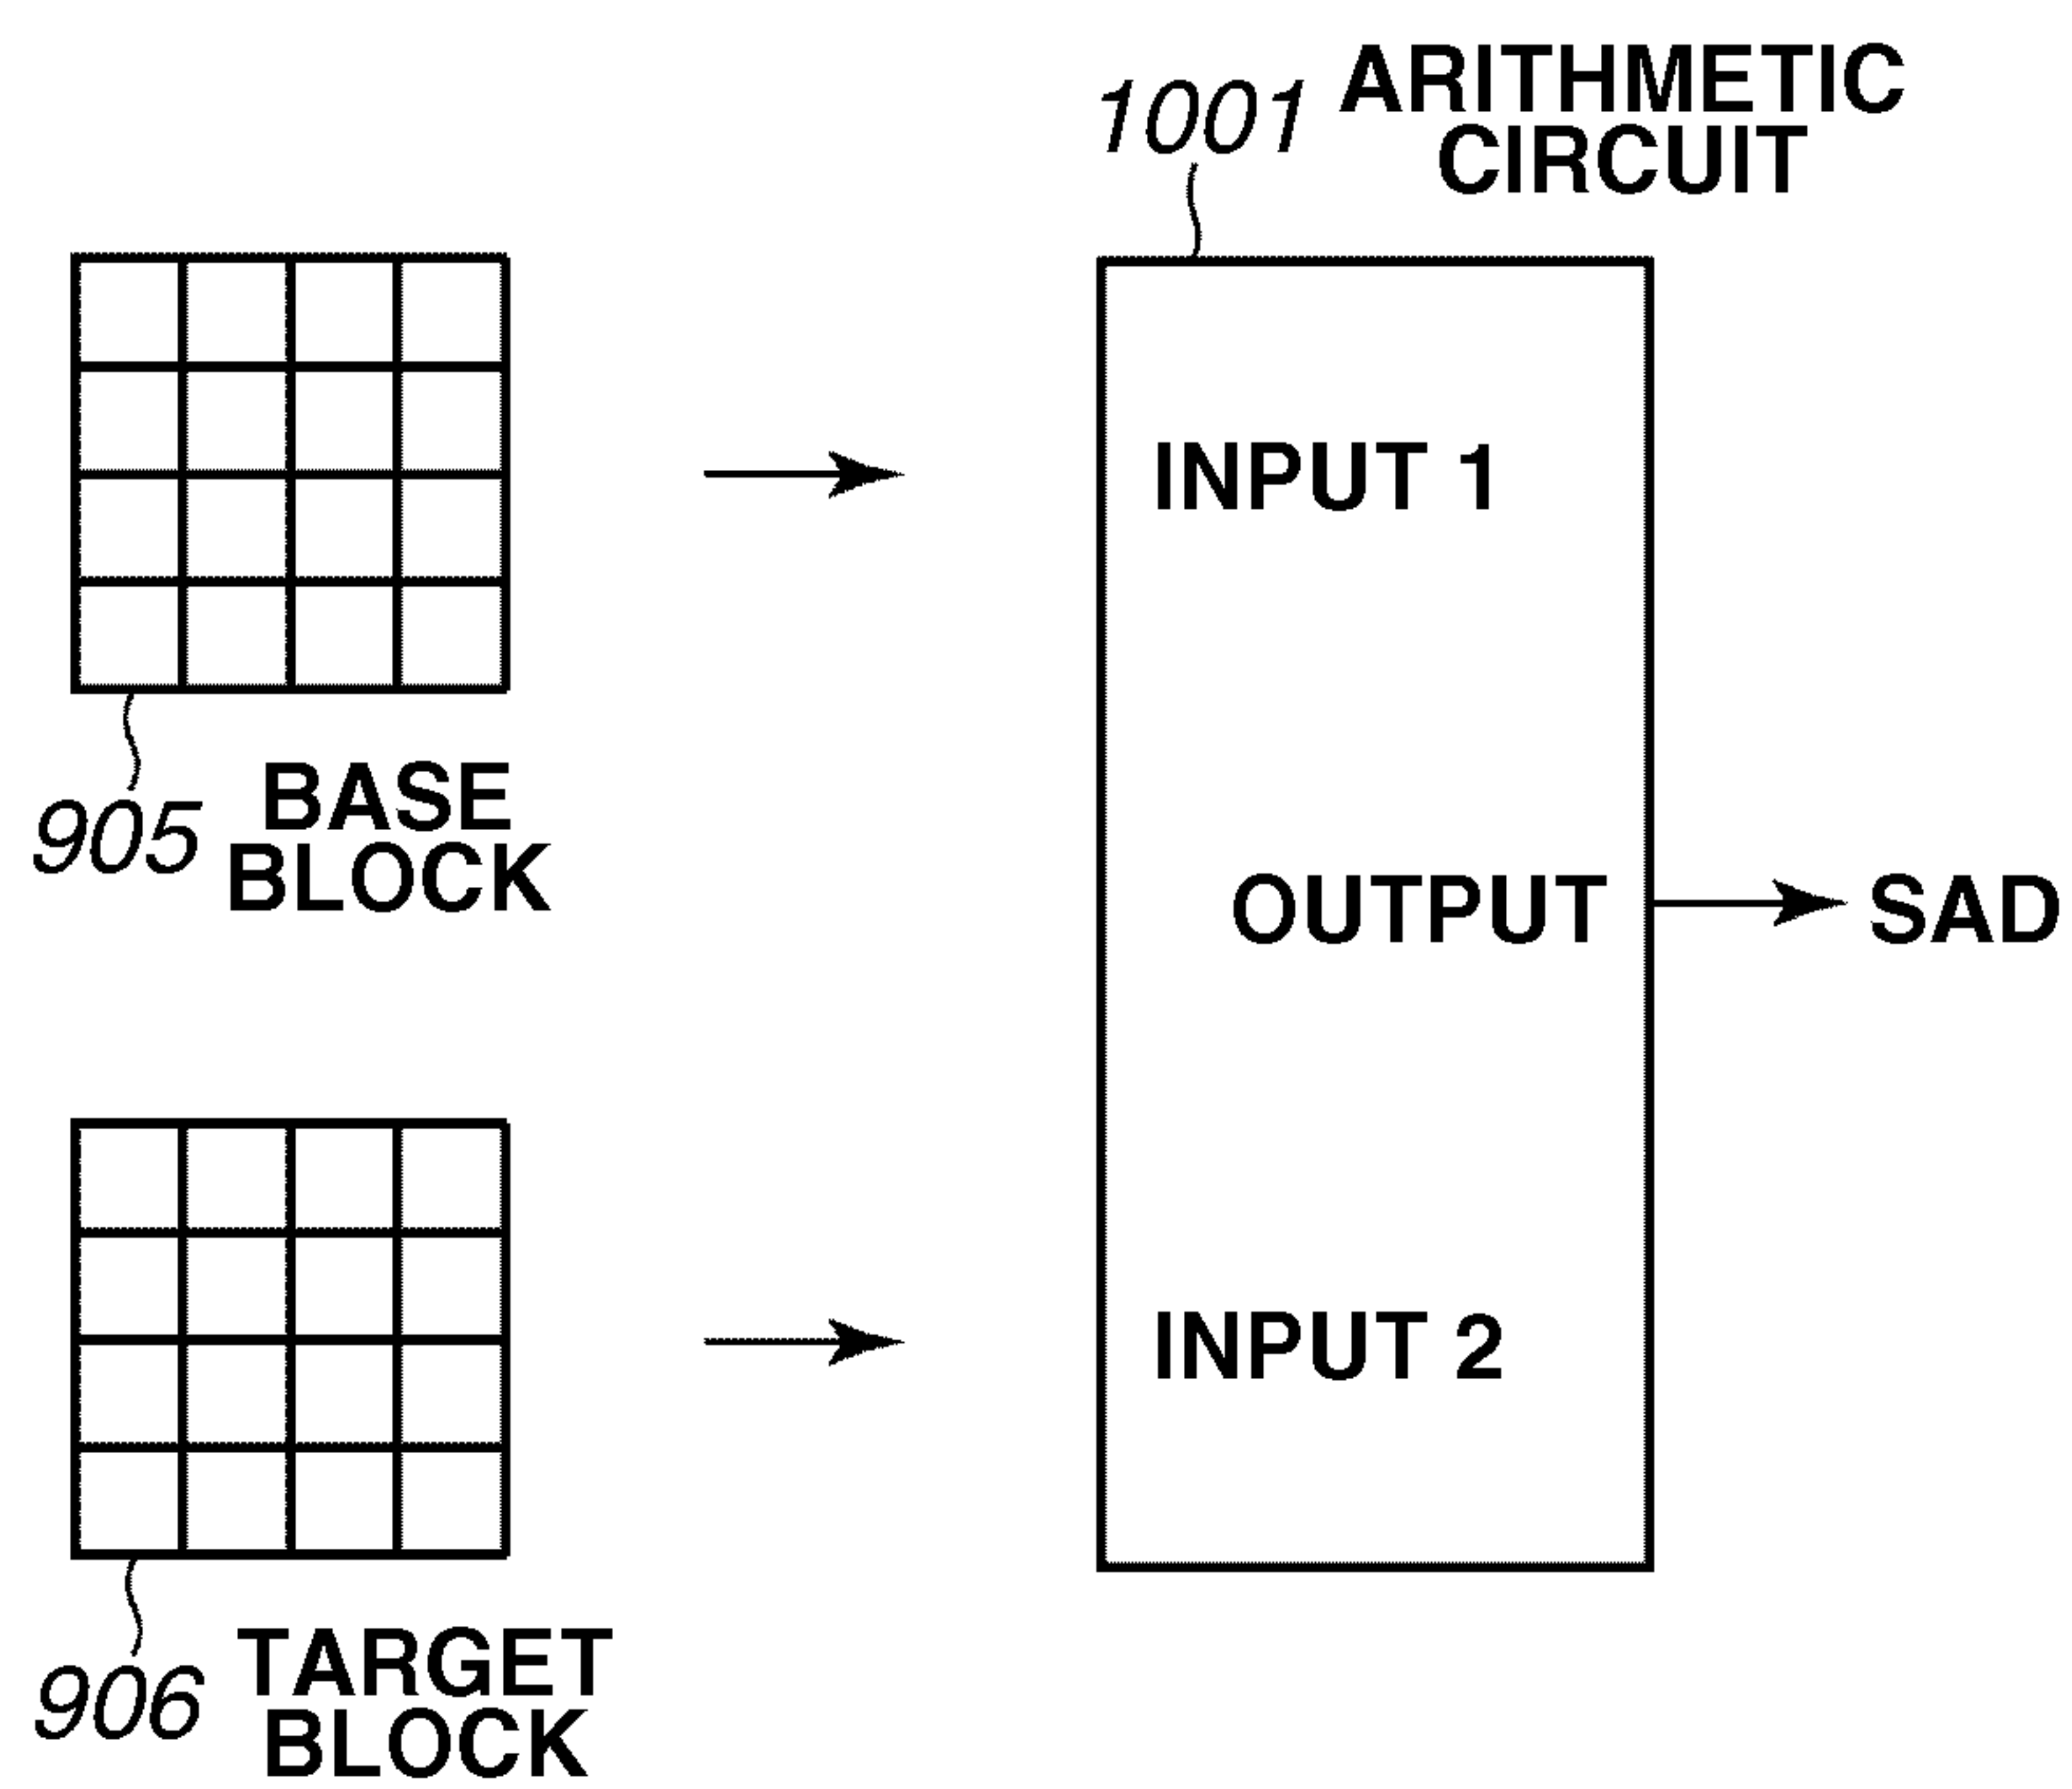 1001
ARITHMETIC
CIRCUIT
INPUT 1
905
BASE
BLOCK
OUTPUT
SAD
INPUT 2
906
TARGET
BLOCK